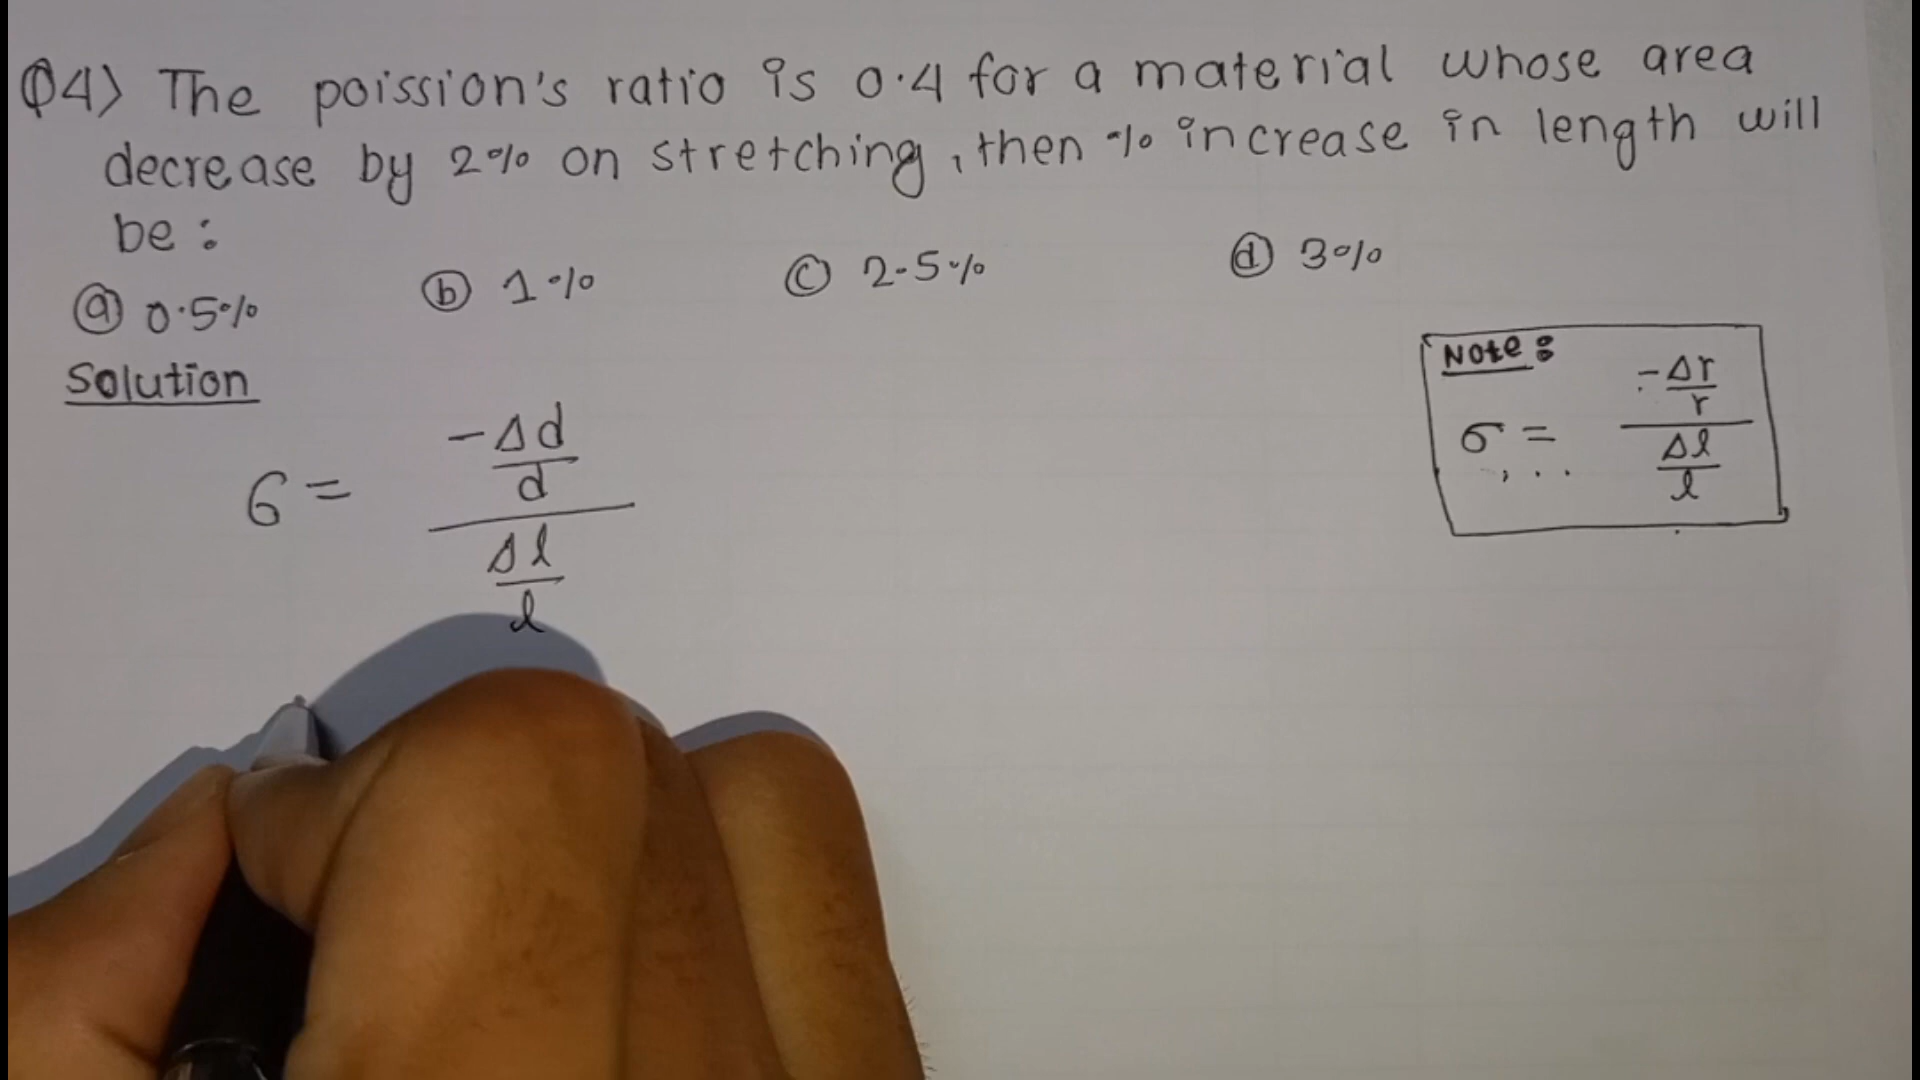 Q4) The poission's ratio is 0.4 for a material whose area
decrease by 2% on stretching, then % increase in length will
be :
(a) 0.5% (b) 1% (c) 2.5% (d) 3%
Solution
σ = (-Δd/d)/(Δl/l)
Note :
σ = (-Δr/r)/(Δl/l)